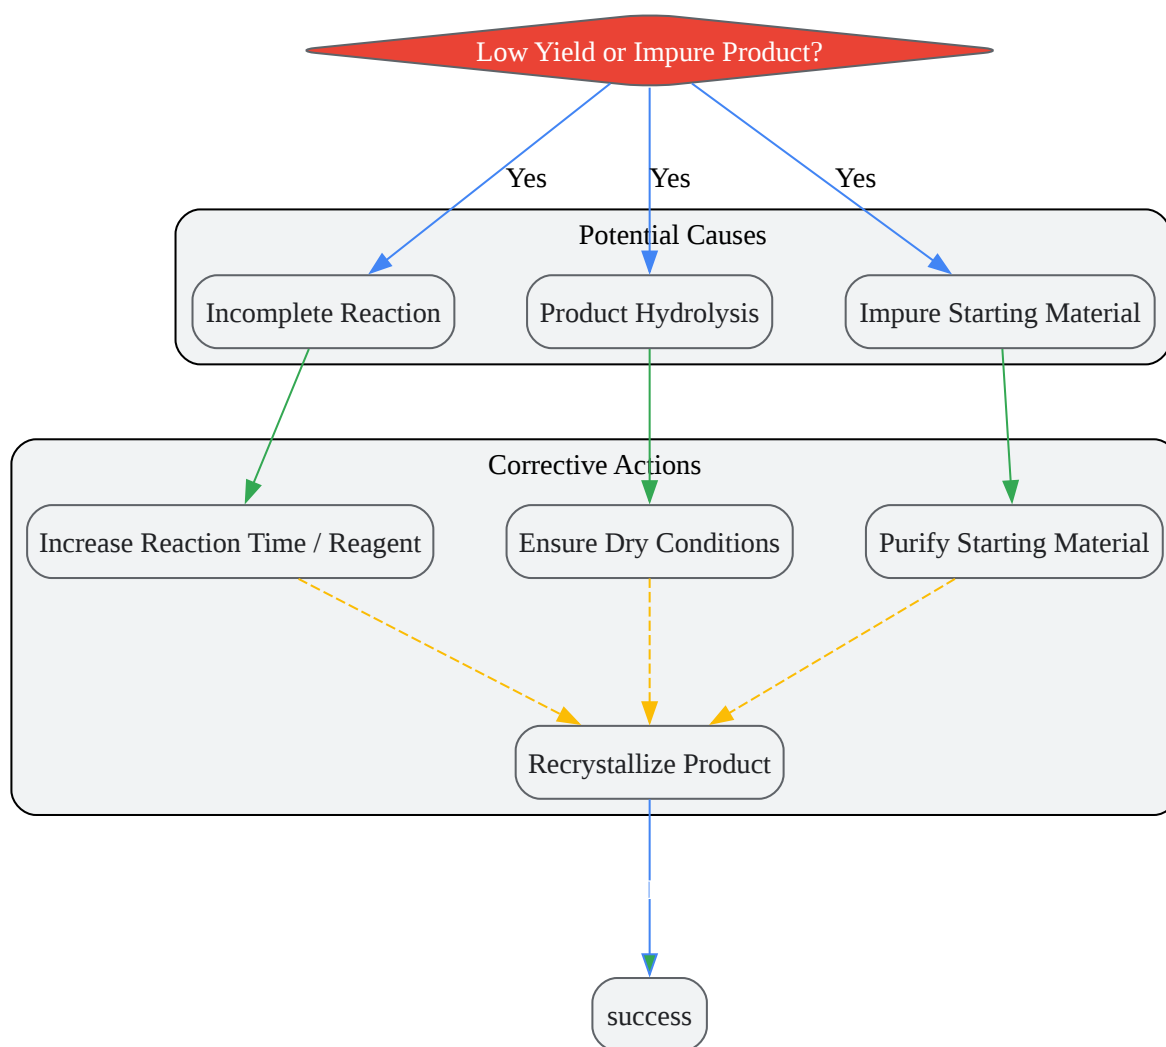 Low Yield or Impure Product?
Yes Yes Yes
Potential Causes
Incomplete Reaction Product Hydrolysis Impure Starting Material
Corrective Actions
Increase Reaction Time / Reagent Ensure Dry Conditions Purify Starting Material
Recrystallize Product
success